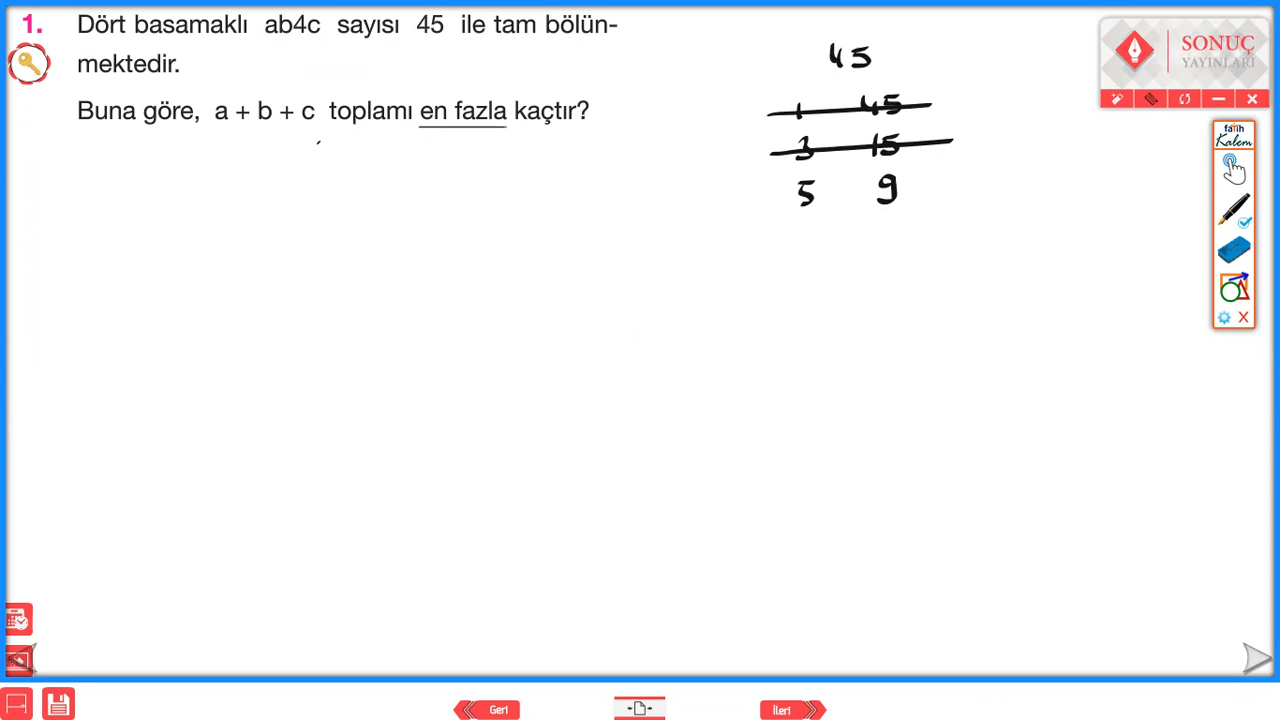 1. Dört basamaklı ab4c sayısı 45 ile tam bölün-
mektedir.
Buna göre, a + b + c toplamı en fazla kaçtır?
45
1 45
3 15
5 9
SONUÇ
YAYINLARI
fatih
Kalem
Geri
İleri